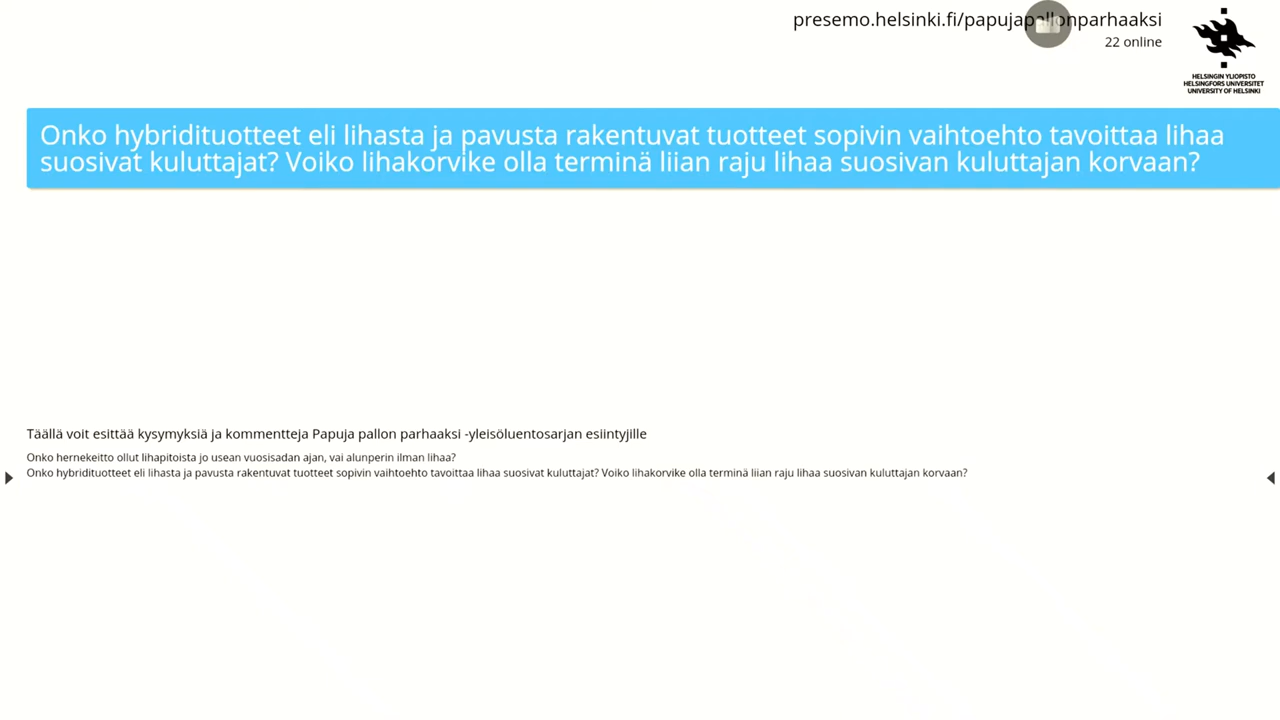 presemo.helsinki.fi/papujapallonparhaaksi
22 online
HELSINGIN YLIOPISTO
HELSINGFORS UNIVERSITET
UNIVERSITY OF HELSINKI
Onko hybridituotteet eli lihasta ja pavusta rakentuvat tuotteet sopivin vaihtoehto tavoittaa lihaa
suosivat kuluttajat? Voiko lihakorvike olla terminä liian raju lihaa suosivan kuluttajan korvaan?
Täällä voit esittää kysymyksiä ja kommentteja Papuja pallon parhaaksi -yleisöluentosarjan esiintyjille
Onko hernekeitto ollut lihapitoista jo usean vuosisadan ajan, vai alunperin ilman lihaa?
Onko hybridituotteet eli lihasta ja pavusta rakentuvat tuotteet sopivin vaihtoehto tavoittaa lihaa suosivat kuluttajat? Voiko lihakorvike olla terminä liian raju lihaa suosivan kuluttajan korvaan?